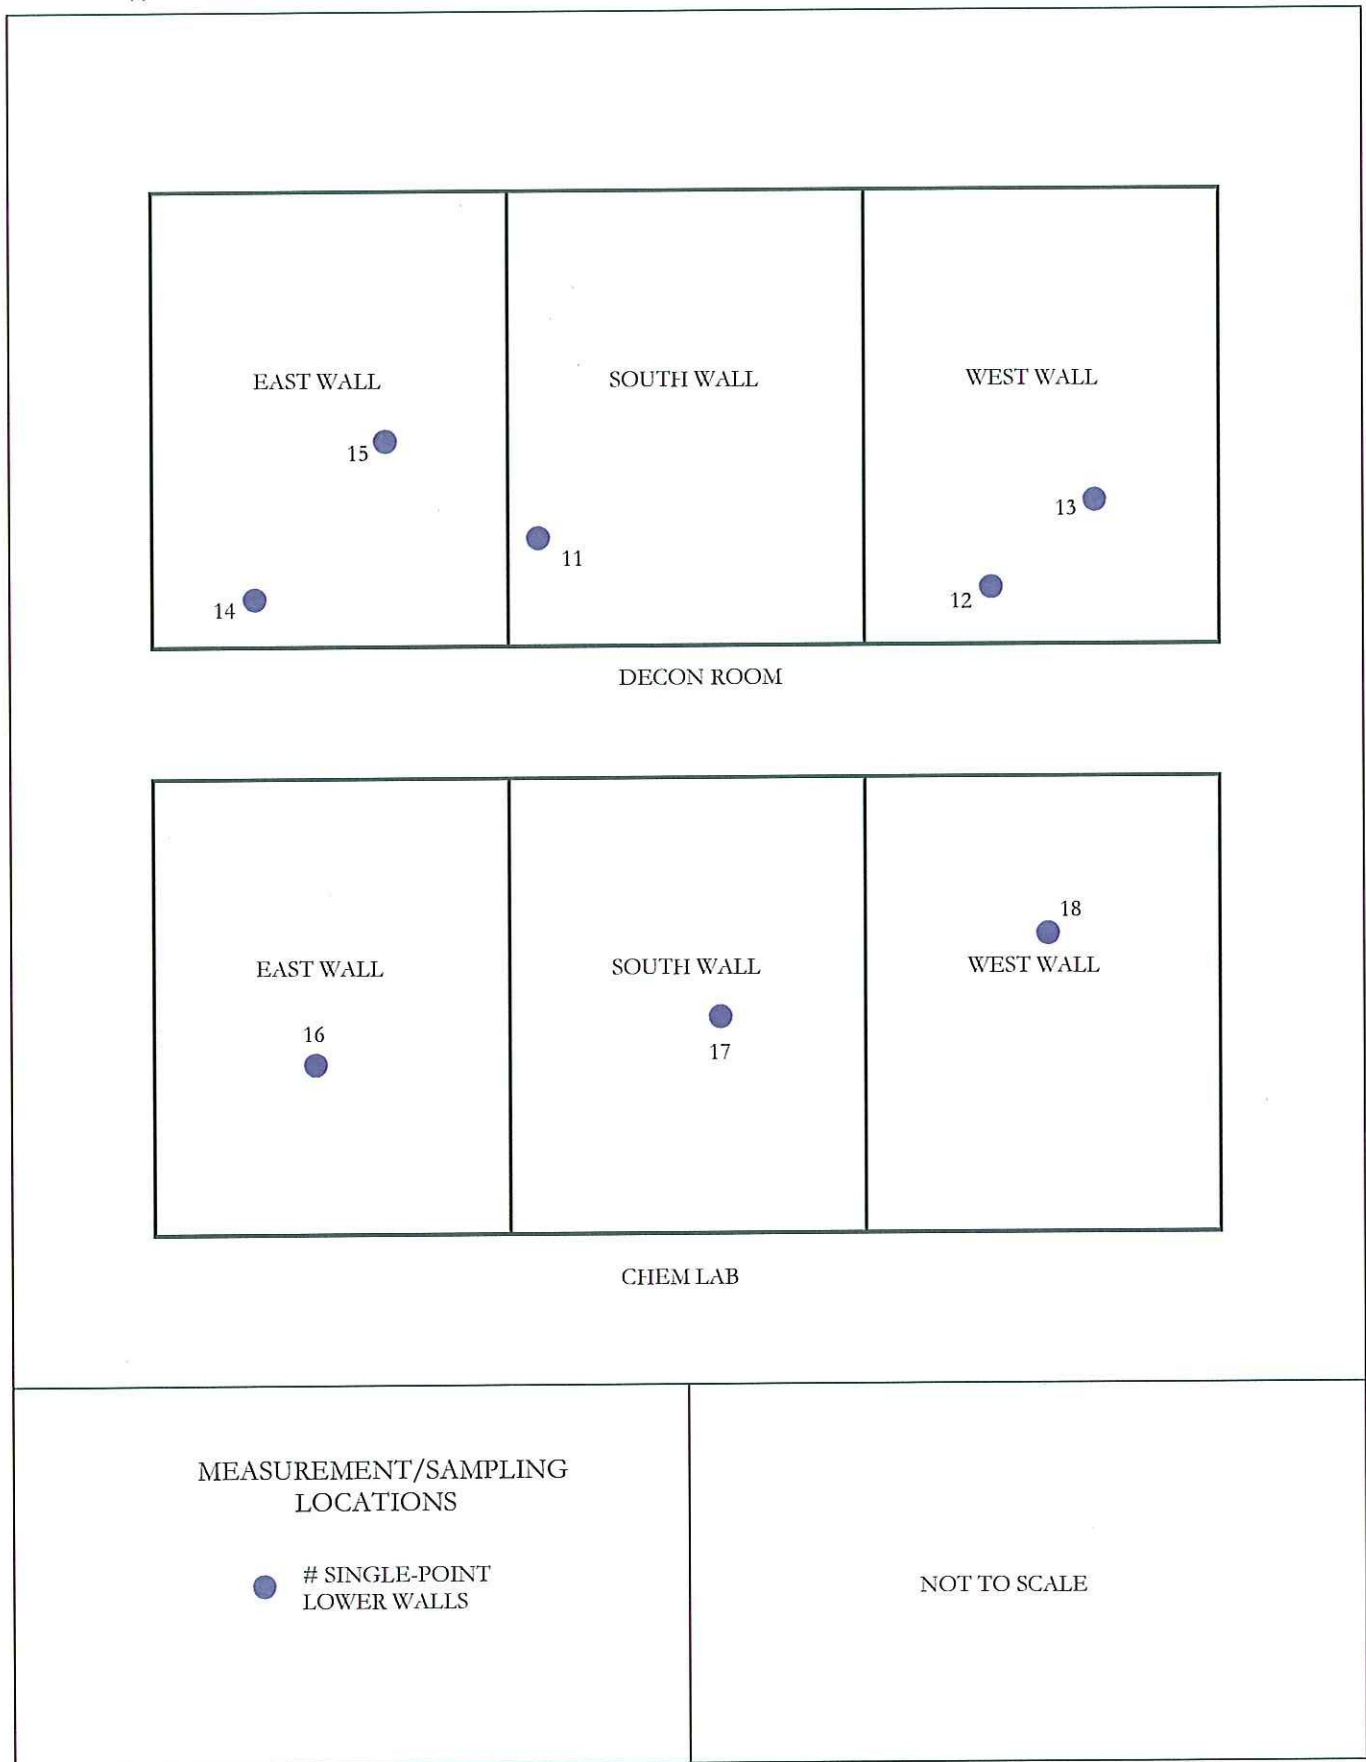 EAST WALL
SOUTH WALL
WEST WALL
15
13
11
12
14
DECON ROOM
18
EAST WALL
SOUTH WALL
WEST WALL
16
17
CHEM LAB
MEASUREMENT/SAMPLING
LOCATIONS
# SINGLE-POINT
LOWER WALLS
NOT TO SCALE